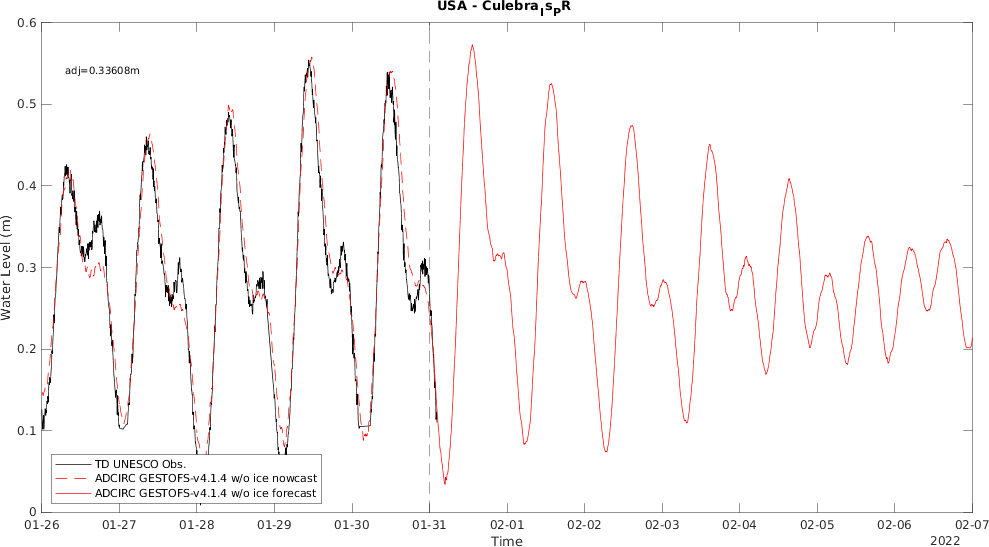 USA - CulebraIsPR
adj=0.33608m
0.6
0.5
0.4
0.3
0.2
0.1
0
Water Level (m)
TD UNESCO Obs.
ADCIRC GESTOFS-v4.1.4 w/o ice nowcast
ADCIRC GESTOFS-v4.1.4 w/o ice forecast
01-26 01-27 01-28 01-29 01-30 01-31 02-01 02-02 02-03 02-04 02-05 02-06 02-07
Time
2022